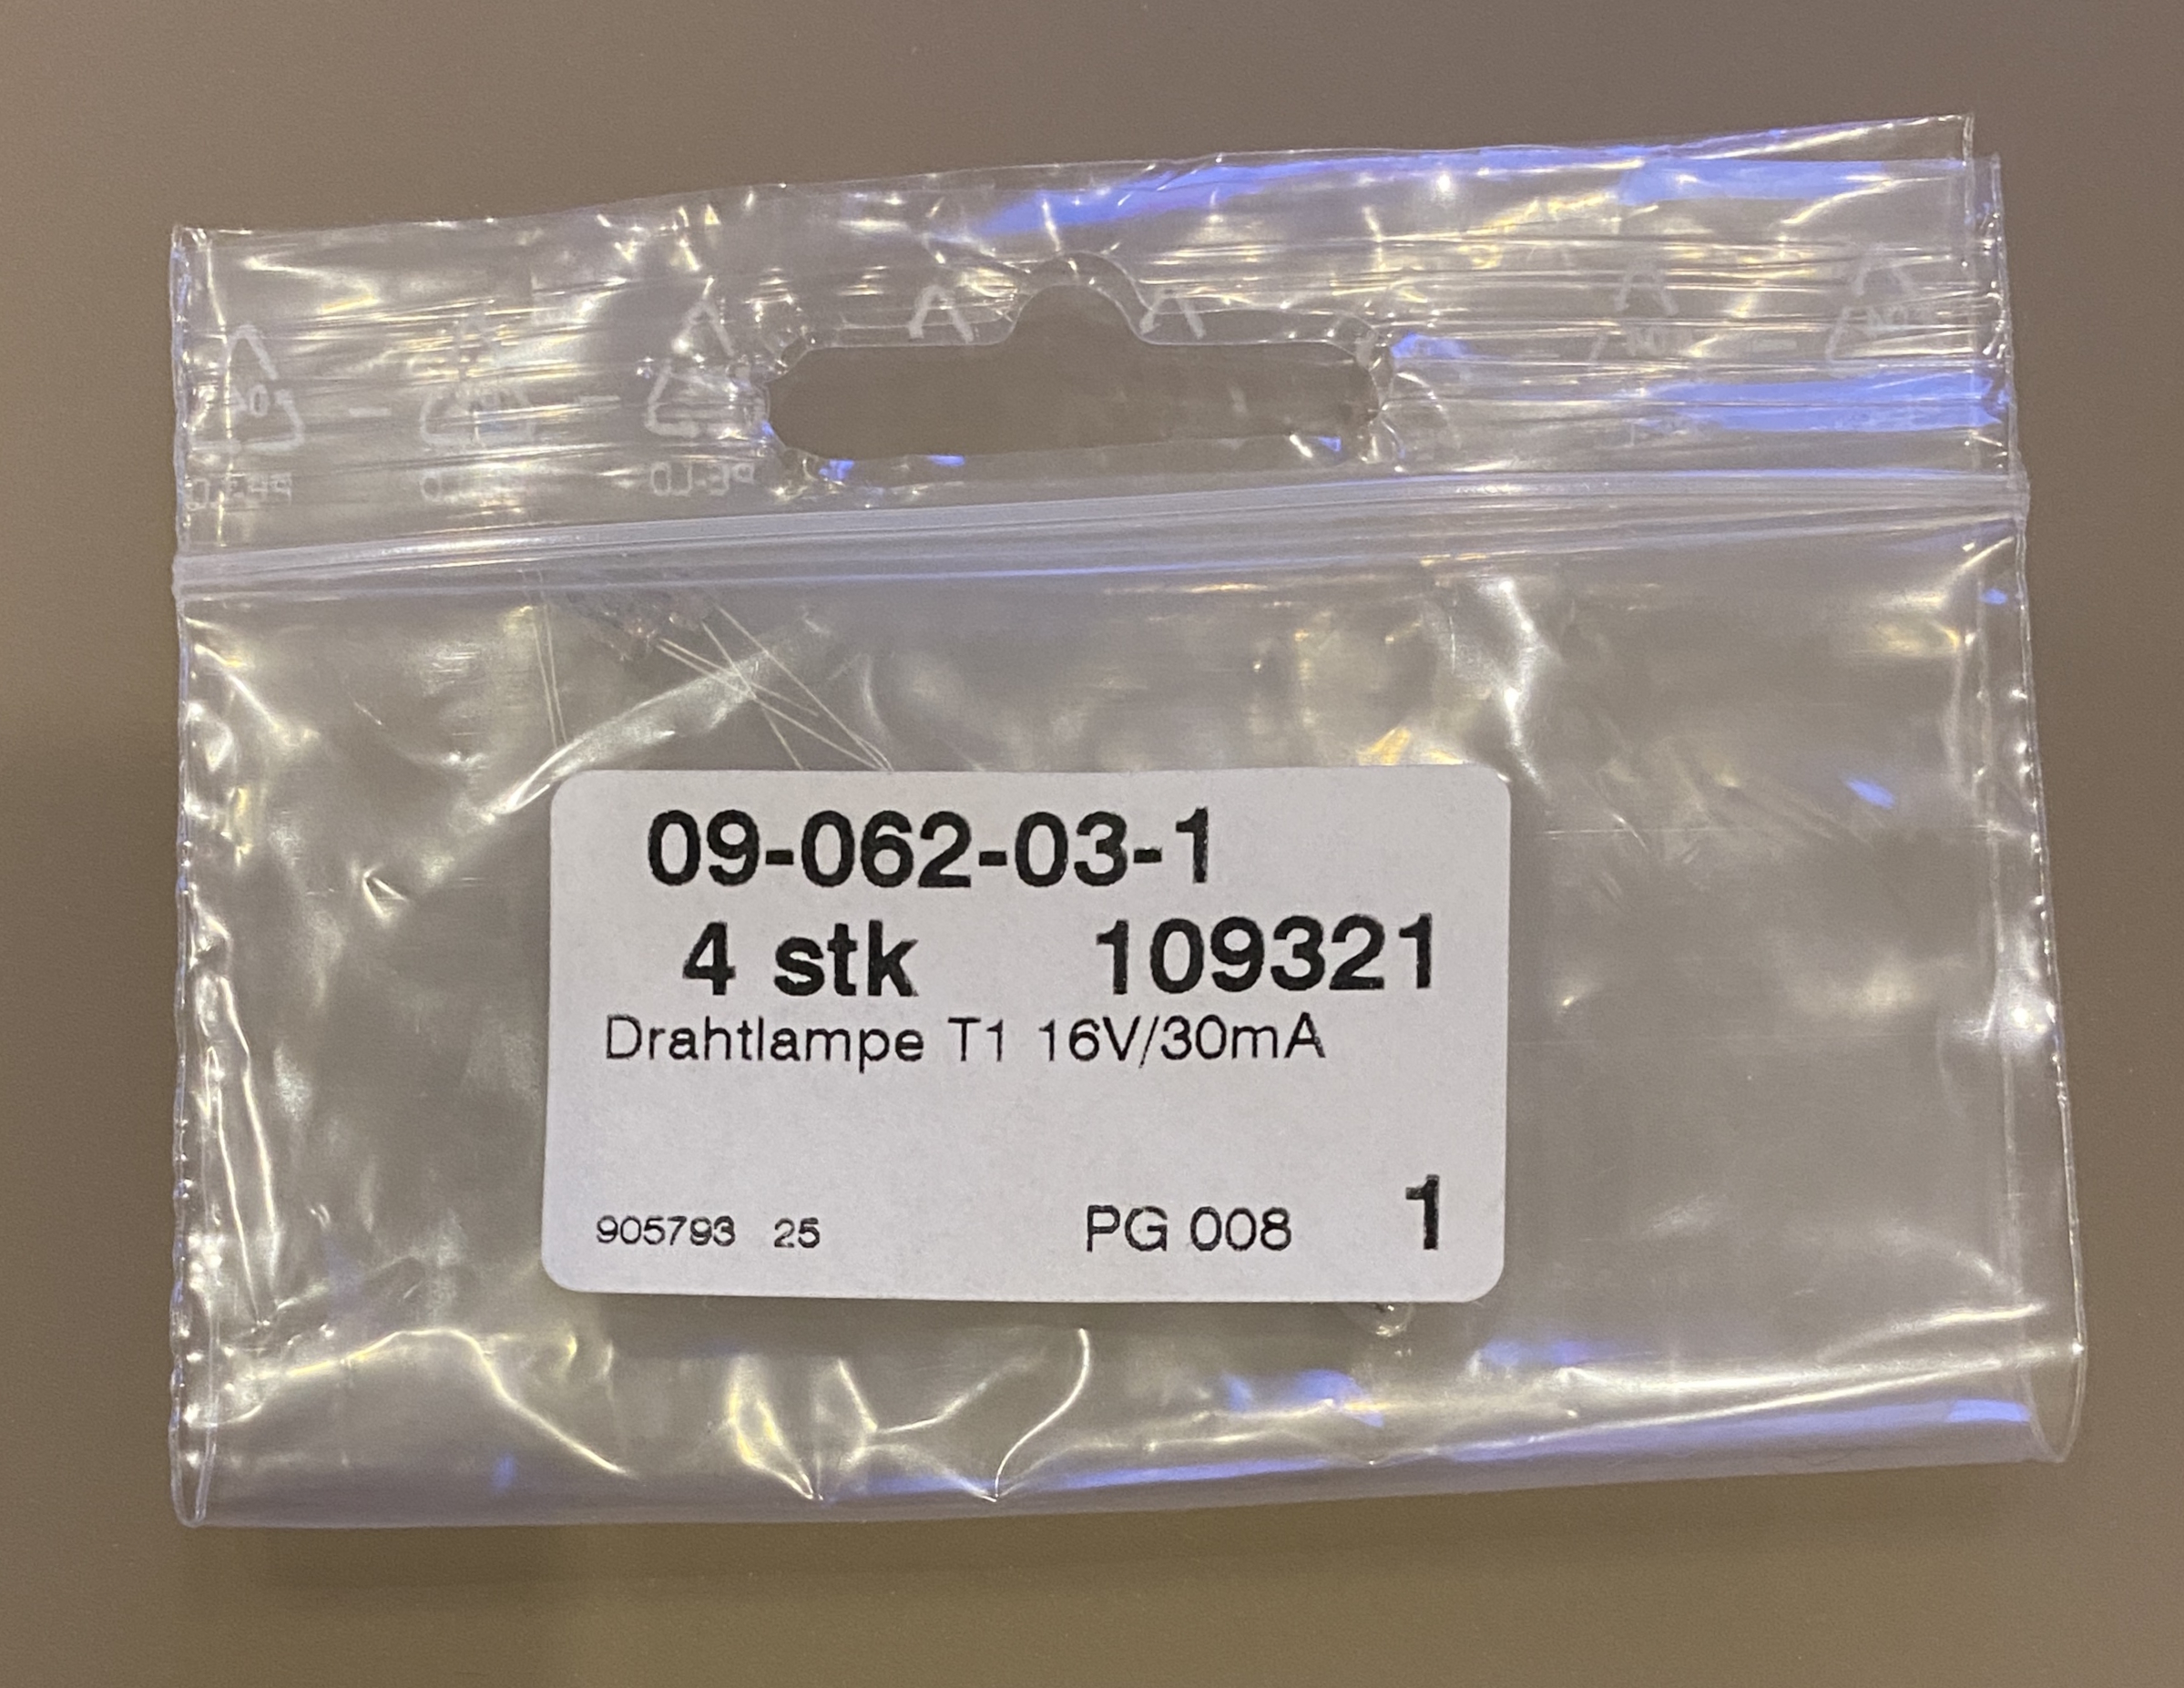 09-062-03-1
4 stk 109321
Drahtlampe T1 16V/30mA
905793 25 PG 008 1